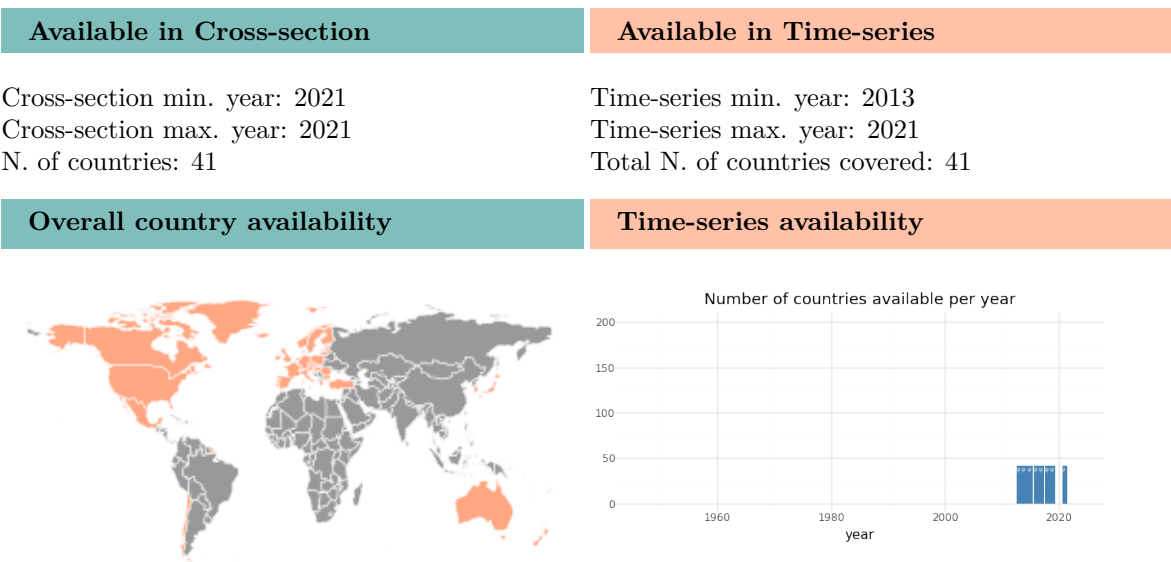 Available in Cross-section
Cross-section min. year: 2021
Cross-section max. year: 2021
N. of countries: 41
Available in Time-series
Time-series min. year: 2013
Time-series max. year: 2021
Total N. of countries covered: 41
Overall country availability
Time-series availability
Number of countries available per year
200
150
100
50
0
1960
1980
2000
2020
year